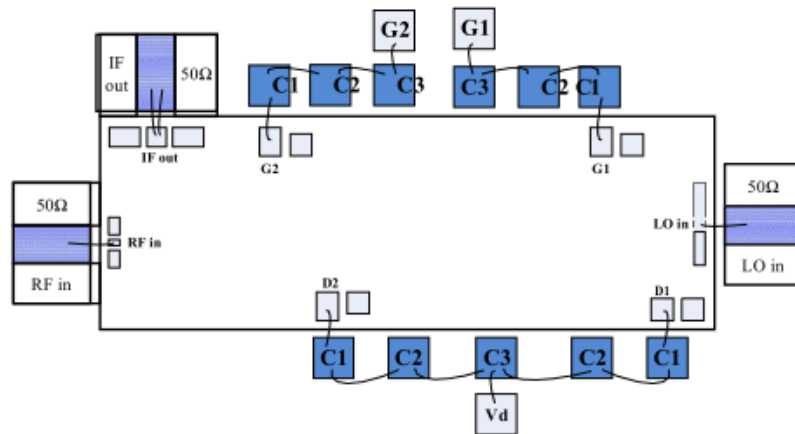 G2 G1
IF out 50Ω
C1 C2 C3 C3 C2 C1
IF out
G2 G1
50Ω
RF in
RF in
50Ω
LO in
LO in
D2 D1
C1 C2 C3 C2 C1
Vd